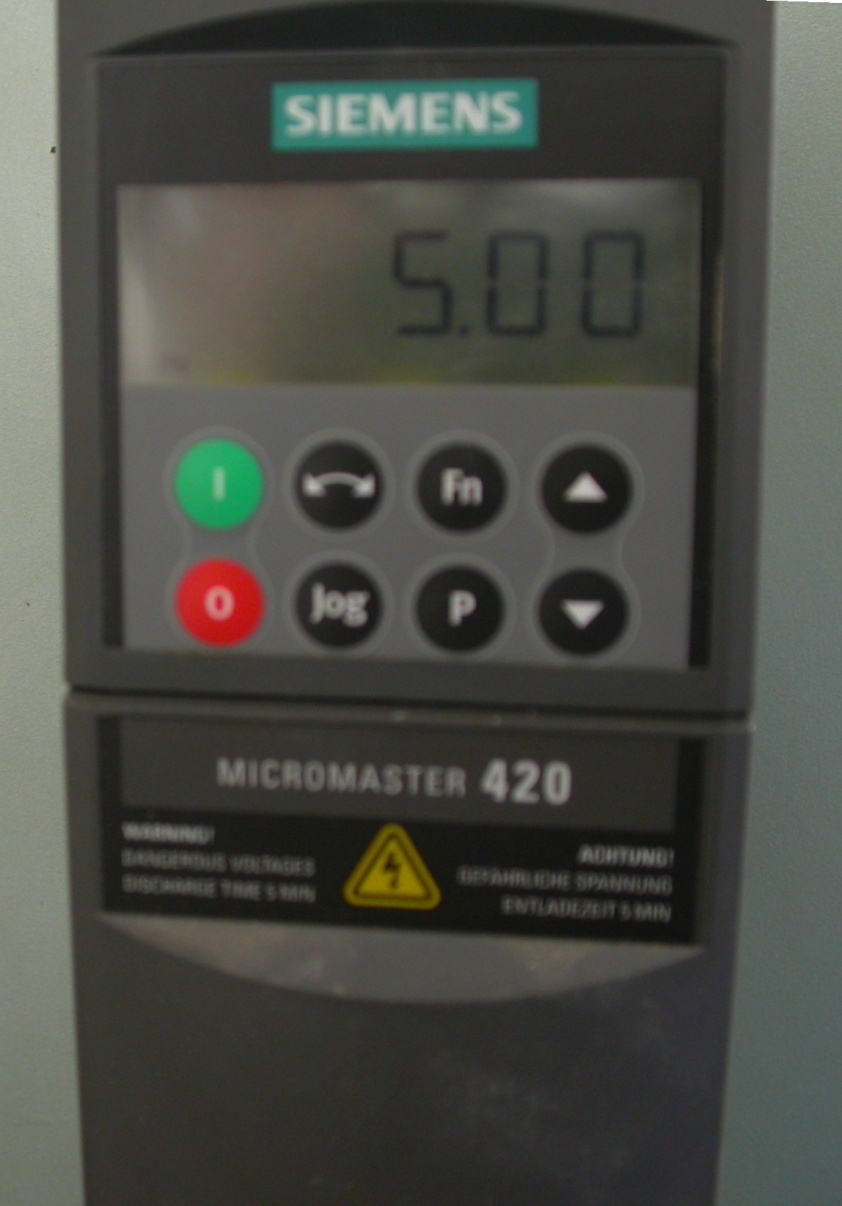 SIEMENS
5.00
I
Fn
0
Jog
P
MICROMASTER 420
WARNING!
DANGEROUS VOLTAGES
DISCHARGE TIME 5 MIN
ACHTUNG!
GEFÄHRLICHE SPANNUNG
ENTLADEZEIT 5 MIN